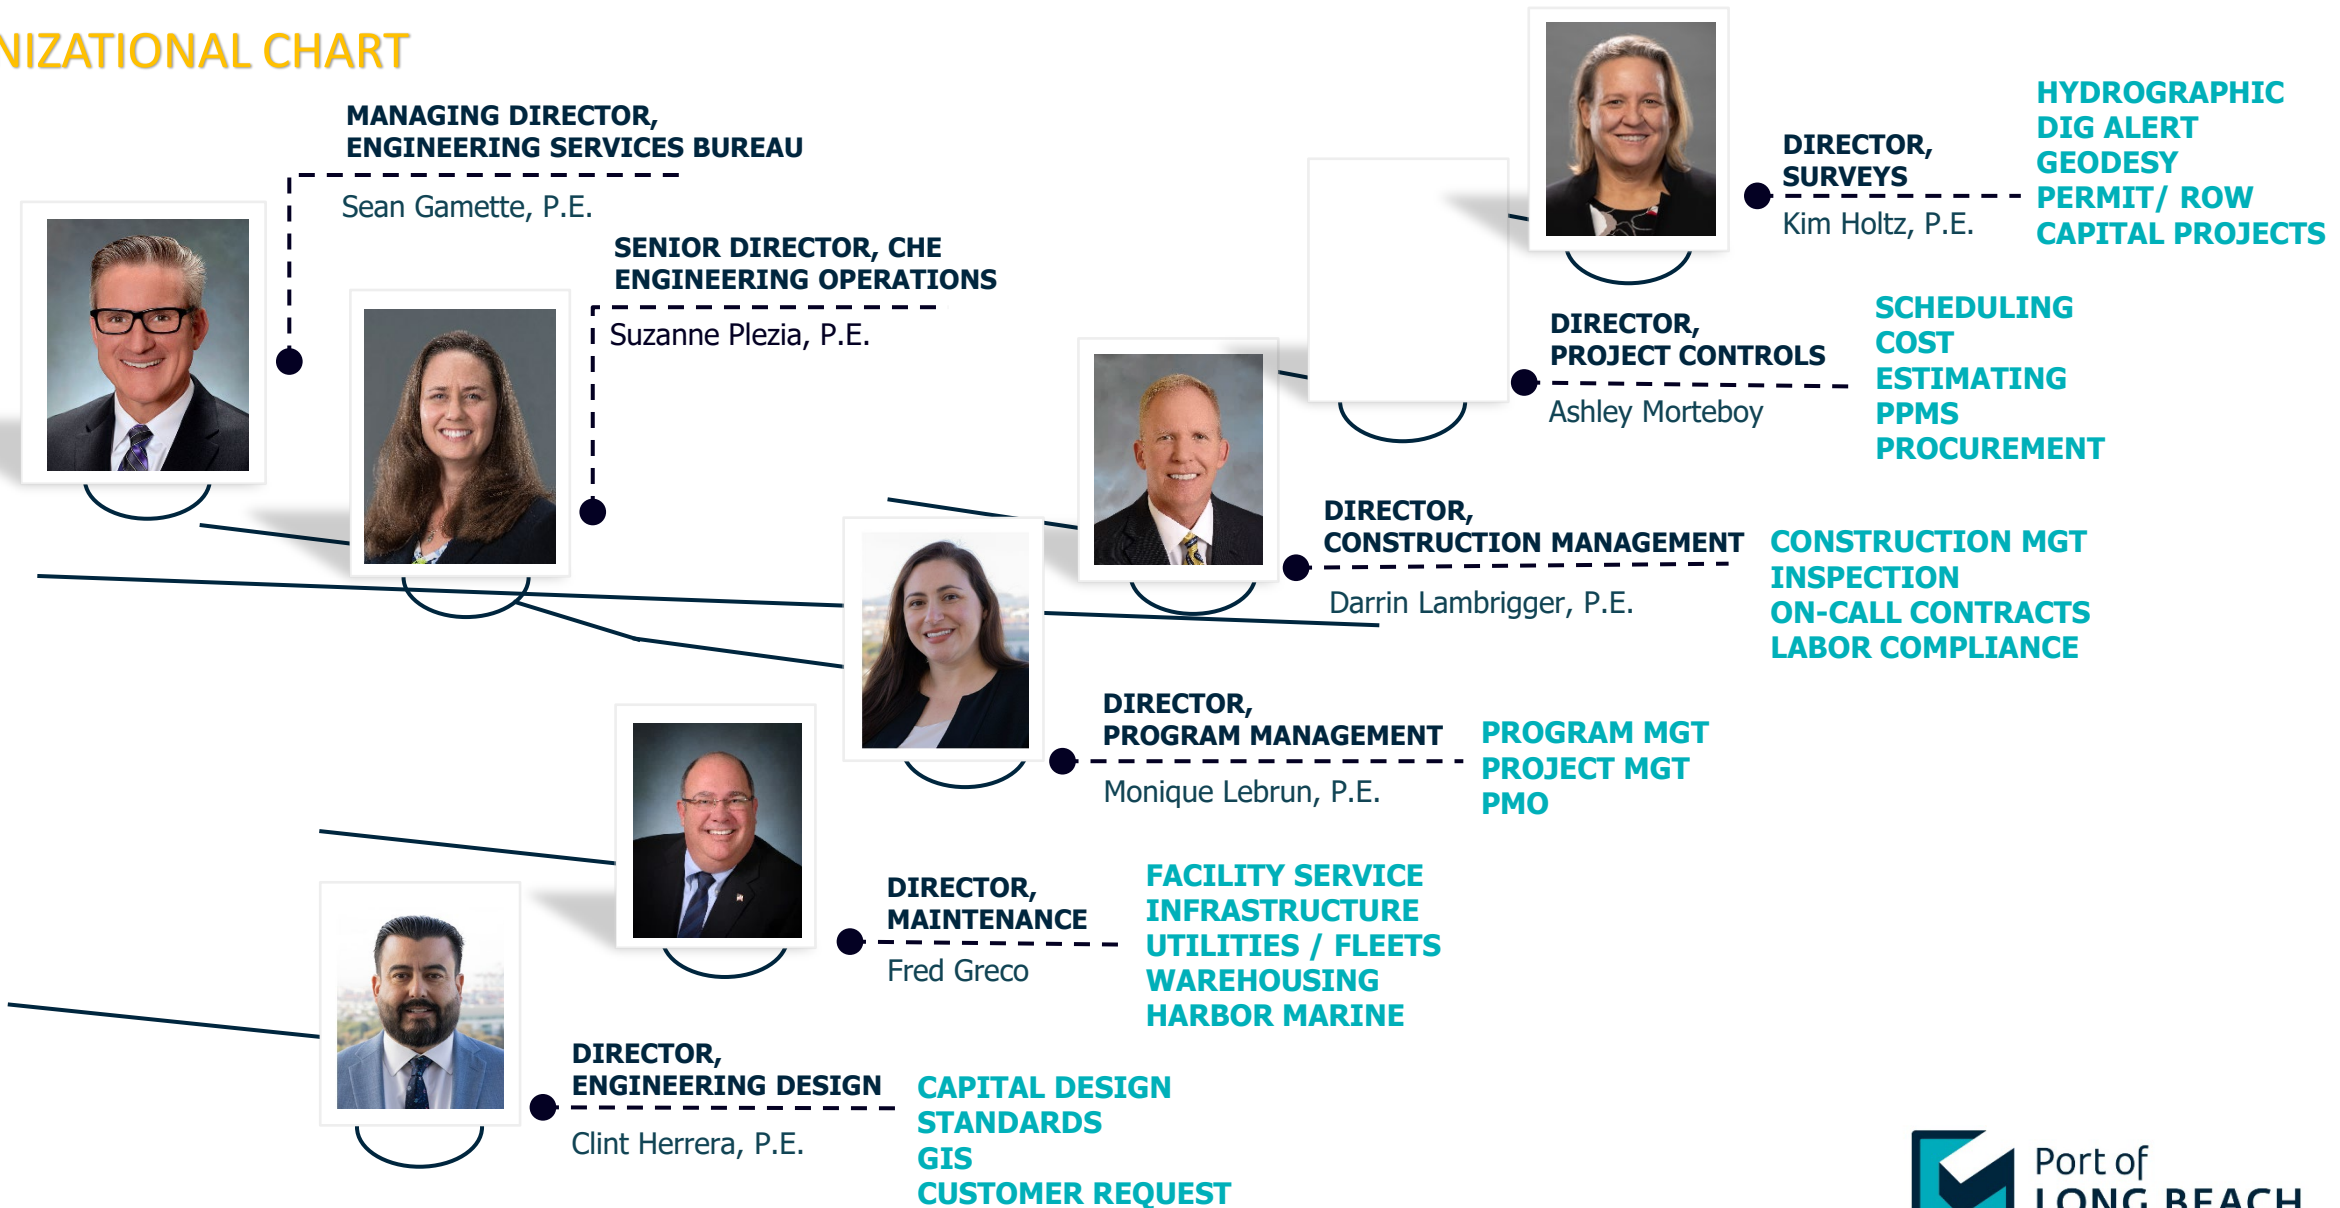 NIZATIONAL CHART
MANAGING DIRECTOR,
ENGINEERING SERVICES BUREAU
Sean Gamette, P.E.
SENIOR DIRECTOR, CHE
ENGINEERING OPERATIONS
Suzanne Plezia, P.E.
DIRECTOR,
SURVEYS
Kim Holtz, P.E.
HYDROGRAPHIC
DIG ALERT
GEODESY
PERMIT/ ROW
CAPITAL PROJECTS
DIRECTOR,
PROJECT CONTROLS
Ashley Morteboy
SCHEDULING
COST
ESTIMATING
PPMS
PROCUREMENT
DIRECTOR,
CONSTRUCTION MANAGEMENT
Darrin Lambrigger, P.E.
CONSTRUCTION MGT
INSPECTION
ON-CALL CONTRACTS
LABOR COMPLIANCE
DIRECTOR,
PROGRAM MANAGEMENT
Monique Lebrun, P.E.
PROGRAM MGT
PROJECT MGT
PMO
DIRECTOR,
MAINTENANCE
Fred Greco
FACILITY SERVICE
INFRASTRUCTURE
UTILITIES / FLEETS
WAREHOUSING
HARBOR MARINE
DIRECTOR,
ENGINEERING DESIGN
Clint Herrera, P.E.
CAPITAL DESIGN
STANDARDS
GIS
CUSTOMER REQUEST
Port of
LONG BEACH